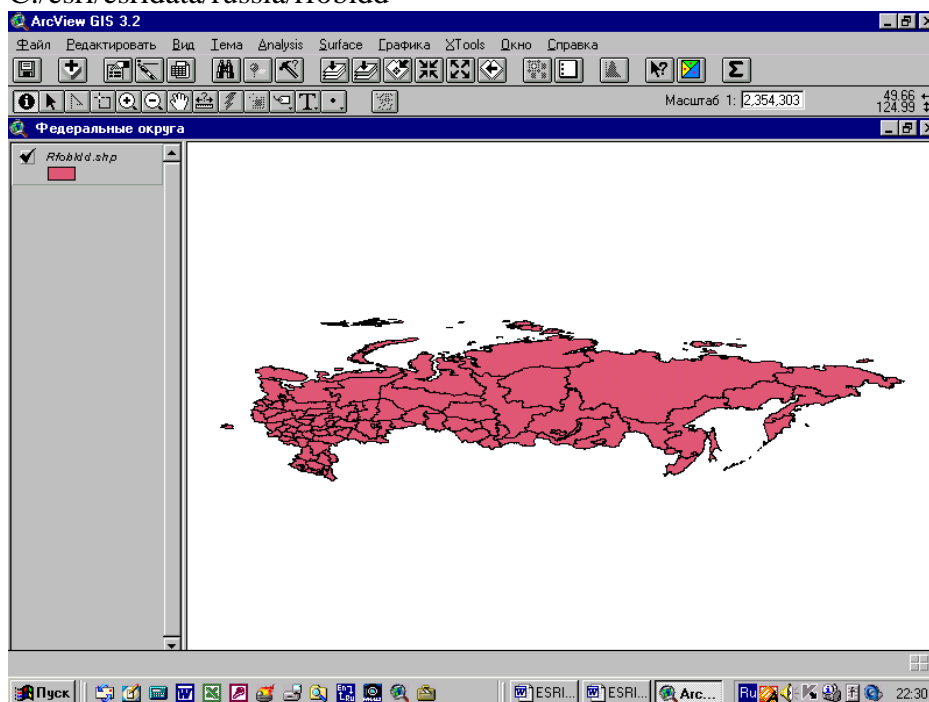 C:/esri/esridata/russia/rfobldd
ArcView GIS 3.2
Файл Редактировать Вид Тема Analysis Surface Графика XTools Окно Справка
Масштаб 1: 2,354,303
49.66
124.99
Федеральные округа
Rfobldd.shp
Пуск ESRI... ESRI... Arc... Ru 22:30